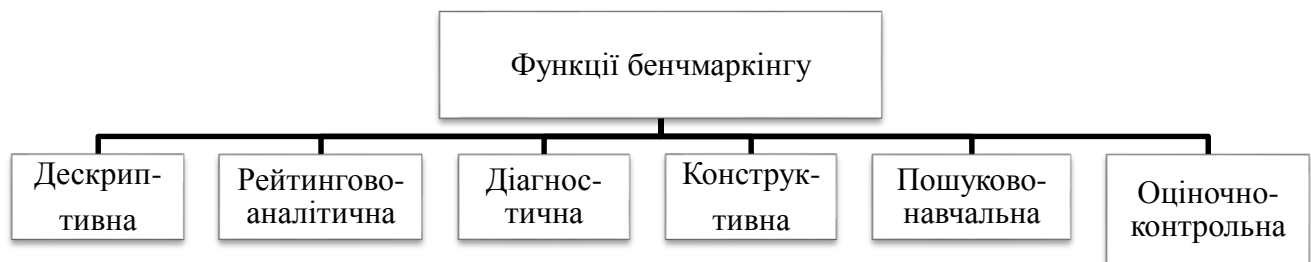 Функції бенчмаркінгу
Дескрип-
тивна
Рейтингово-
аналітична
Діагнос-
тична
Конструк-
тивна
Пошуково-
навчальна
Оціночно-
контрольна